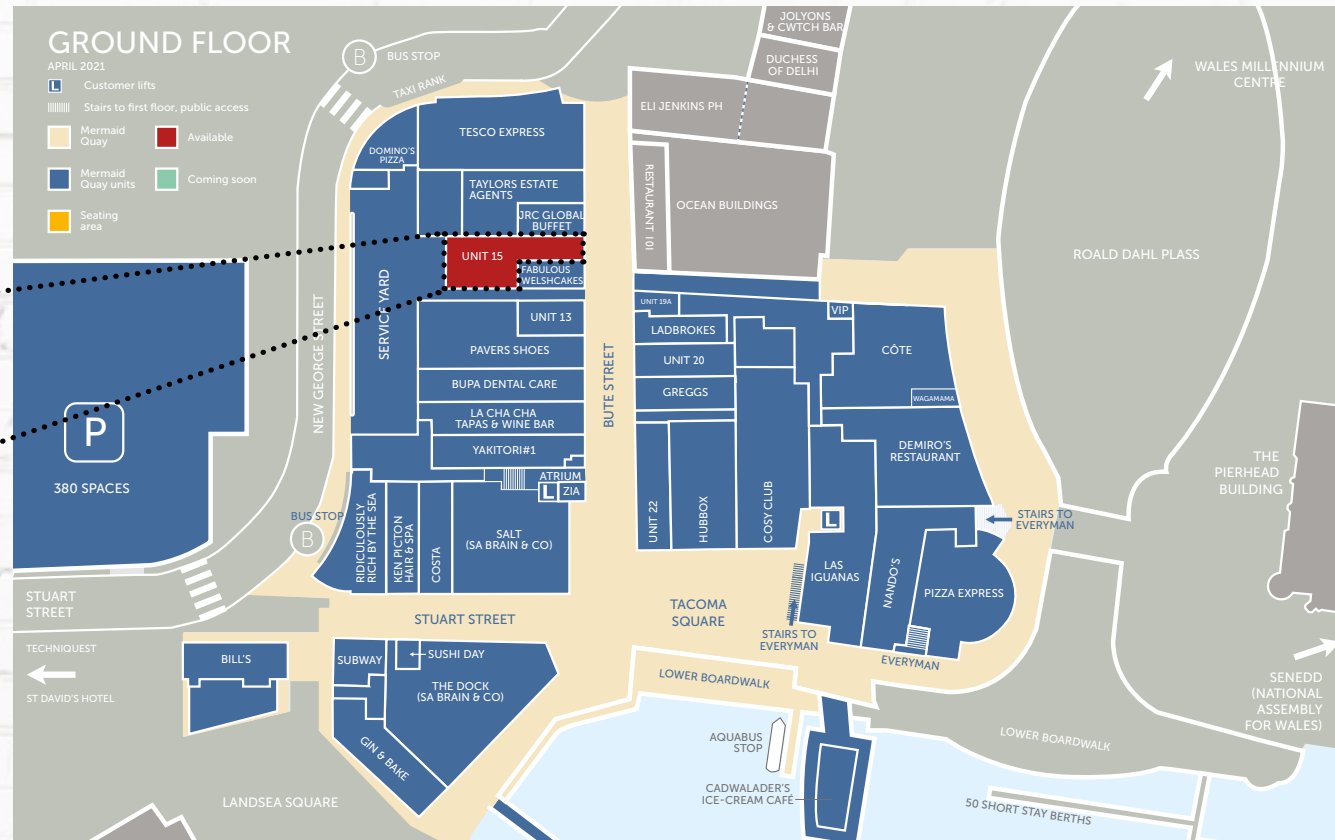 GROUND FLOOR
APRIL 2021
L Customer lifts
Stairs to first floor, public access
Mermaid
Quay
Available
Mermaid
Quay units
Coming soon
Seating
area
B
BUS STOP
TAXI RANK
JOLYONS
& CWTCH BAR
DUCHESS
OF DELHI
ELI JENKINS PH
RESTAURANT 101
OCEAN BUILDINGS
WALES MILLENNIUM
CENTRE
ROALD DAHL PLASS
THE
PIERHEAD
BUILDING
SENEDD
(NATIONAL
ASSEMBLY
FOR WALES)
TESCO EXPRESS
DOMINO'S
PIZZA
TAYLORS ESTATE
AGENTS
JRC GLOBAL
BUFFET
UNIT 15
FABULOUS
WELSHCAKES
UNIT 13
PAVERS SHOES
BUPA DENTAL CARE
LA CHA CHA
TAPAS & WINE BAR
YAKITORI#1
ATRIUM
L
ZIA
SERVICE YARD
NEW GEORGE STREET
P
380 SPACES
BUS STOP
B
RIDICULOUSLY
RICH BY THE SEA
KEN PICTON
HAIR & SPA
COSTA
SALT
(SA BRAIN & CO)
BUTE STREET
UNIT 19A
LADBROKES
UNIT 20
GREGGS
UNIT 22
HUBBOX
COSY CLUB
VIP
CÔTE
WAGAMAMA
DEMIRO'S
RESTAURANT
STAIRS TO
EVERYMAN
L
LAS
IGUANAS
NANDO'S
PIZZA EXPRESS
EVERYMAN
STAIRS TO
EVERYMAN
TACOMA
SQUARE
STUART STREET
STUART
STREET
TECHNIQUEST
ST DAVID'S HOTEL
BILL'S
SUBWAY
SUSHI DAY
THE DOCK
(SA BRAIN & CO)
GIN & BAKE
LANDSEA SQUARE
LOWER BOARDWALK
AQUABUS
STOP
CADWALADER'S
ICE-CREAM CAFÉ
LOWER BOARDWALK
50 SHORT STAY BERTHS